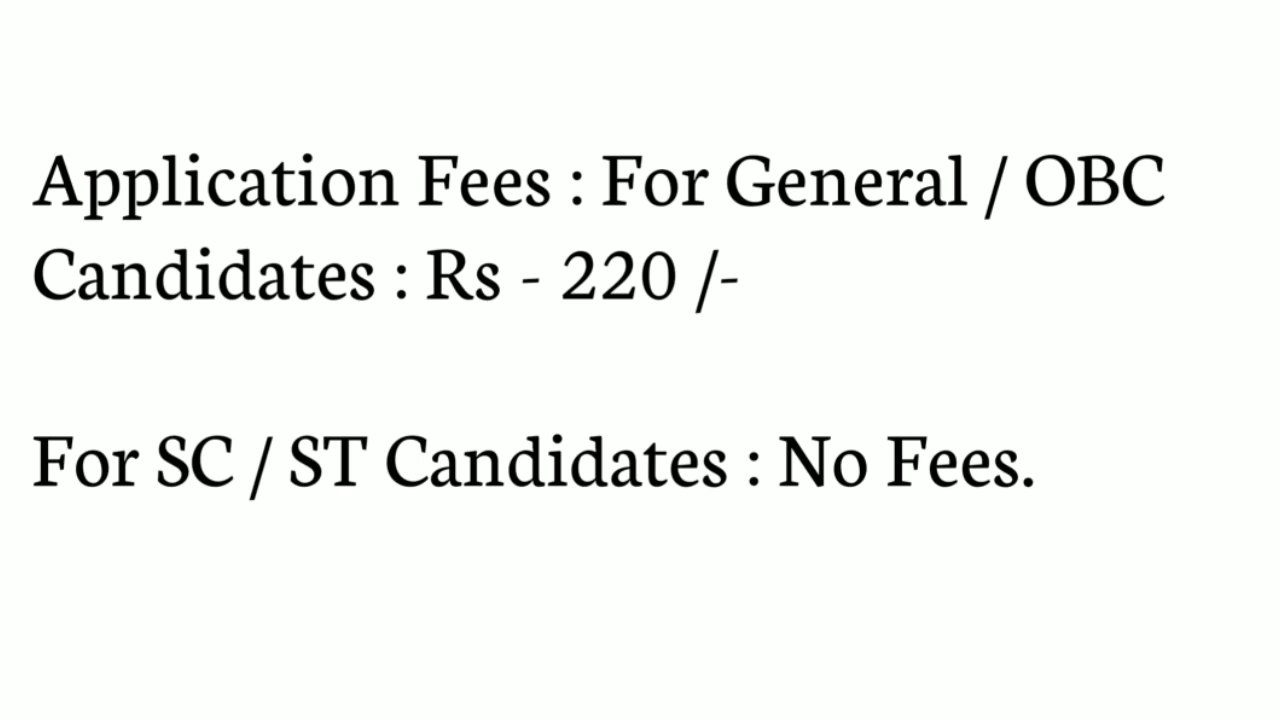 Application Fees : For General / OBC
Candidates : Rs - 220 /-
For SC / ST Candidates : No Fees.